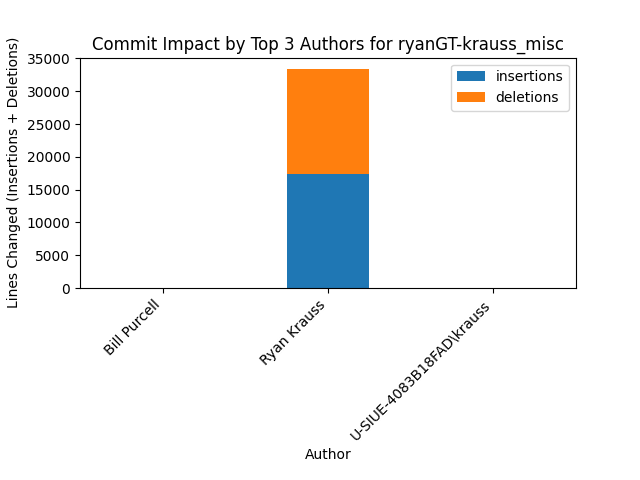 Commit Impact by Top 3 Authors for ryanGT-krauss_misc
Lines Changed (Insertions + Deletions)
35000
30000
25000
20000
15000
10000
5000
0
insertions
deletions
Bill Purcell
Ryan Krauss
U-SIUE-4083B18FAD\krauss
Author